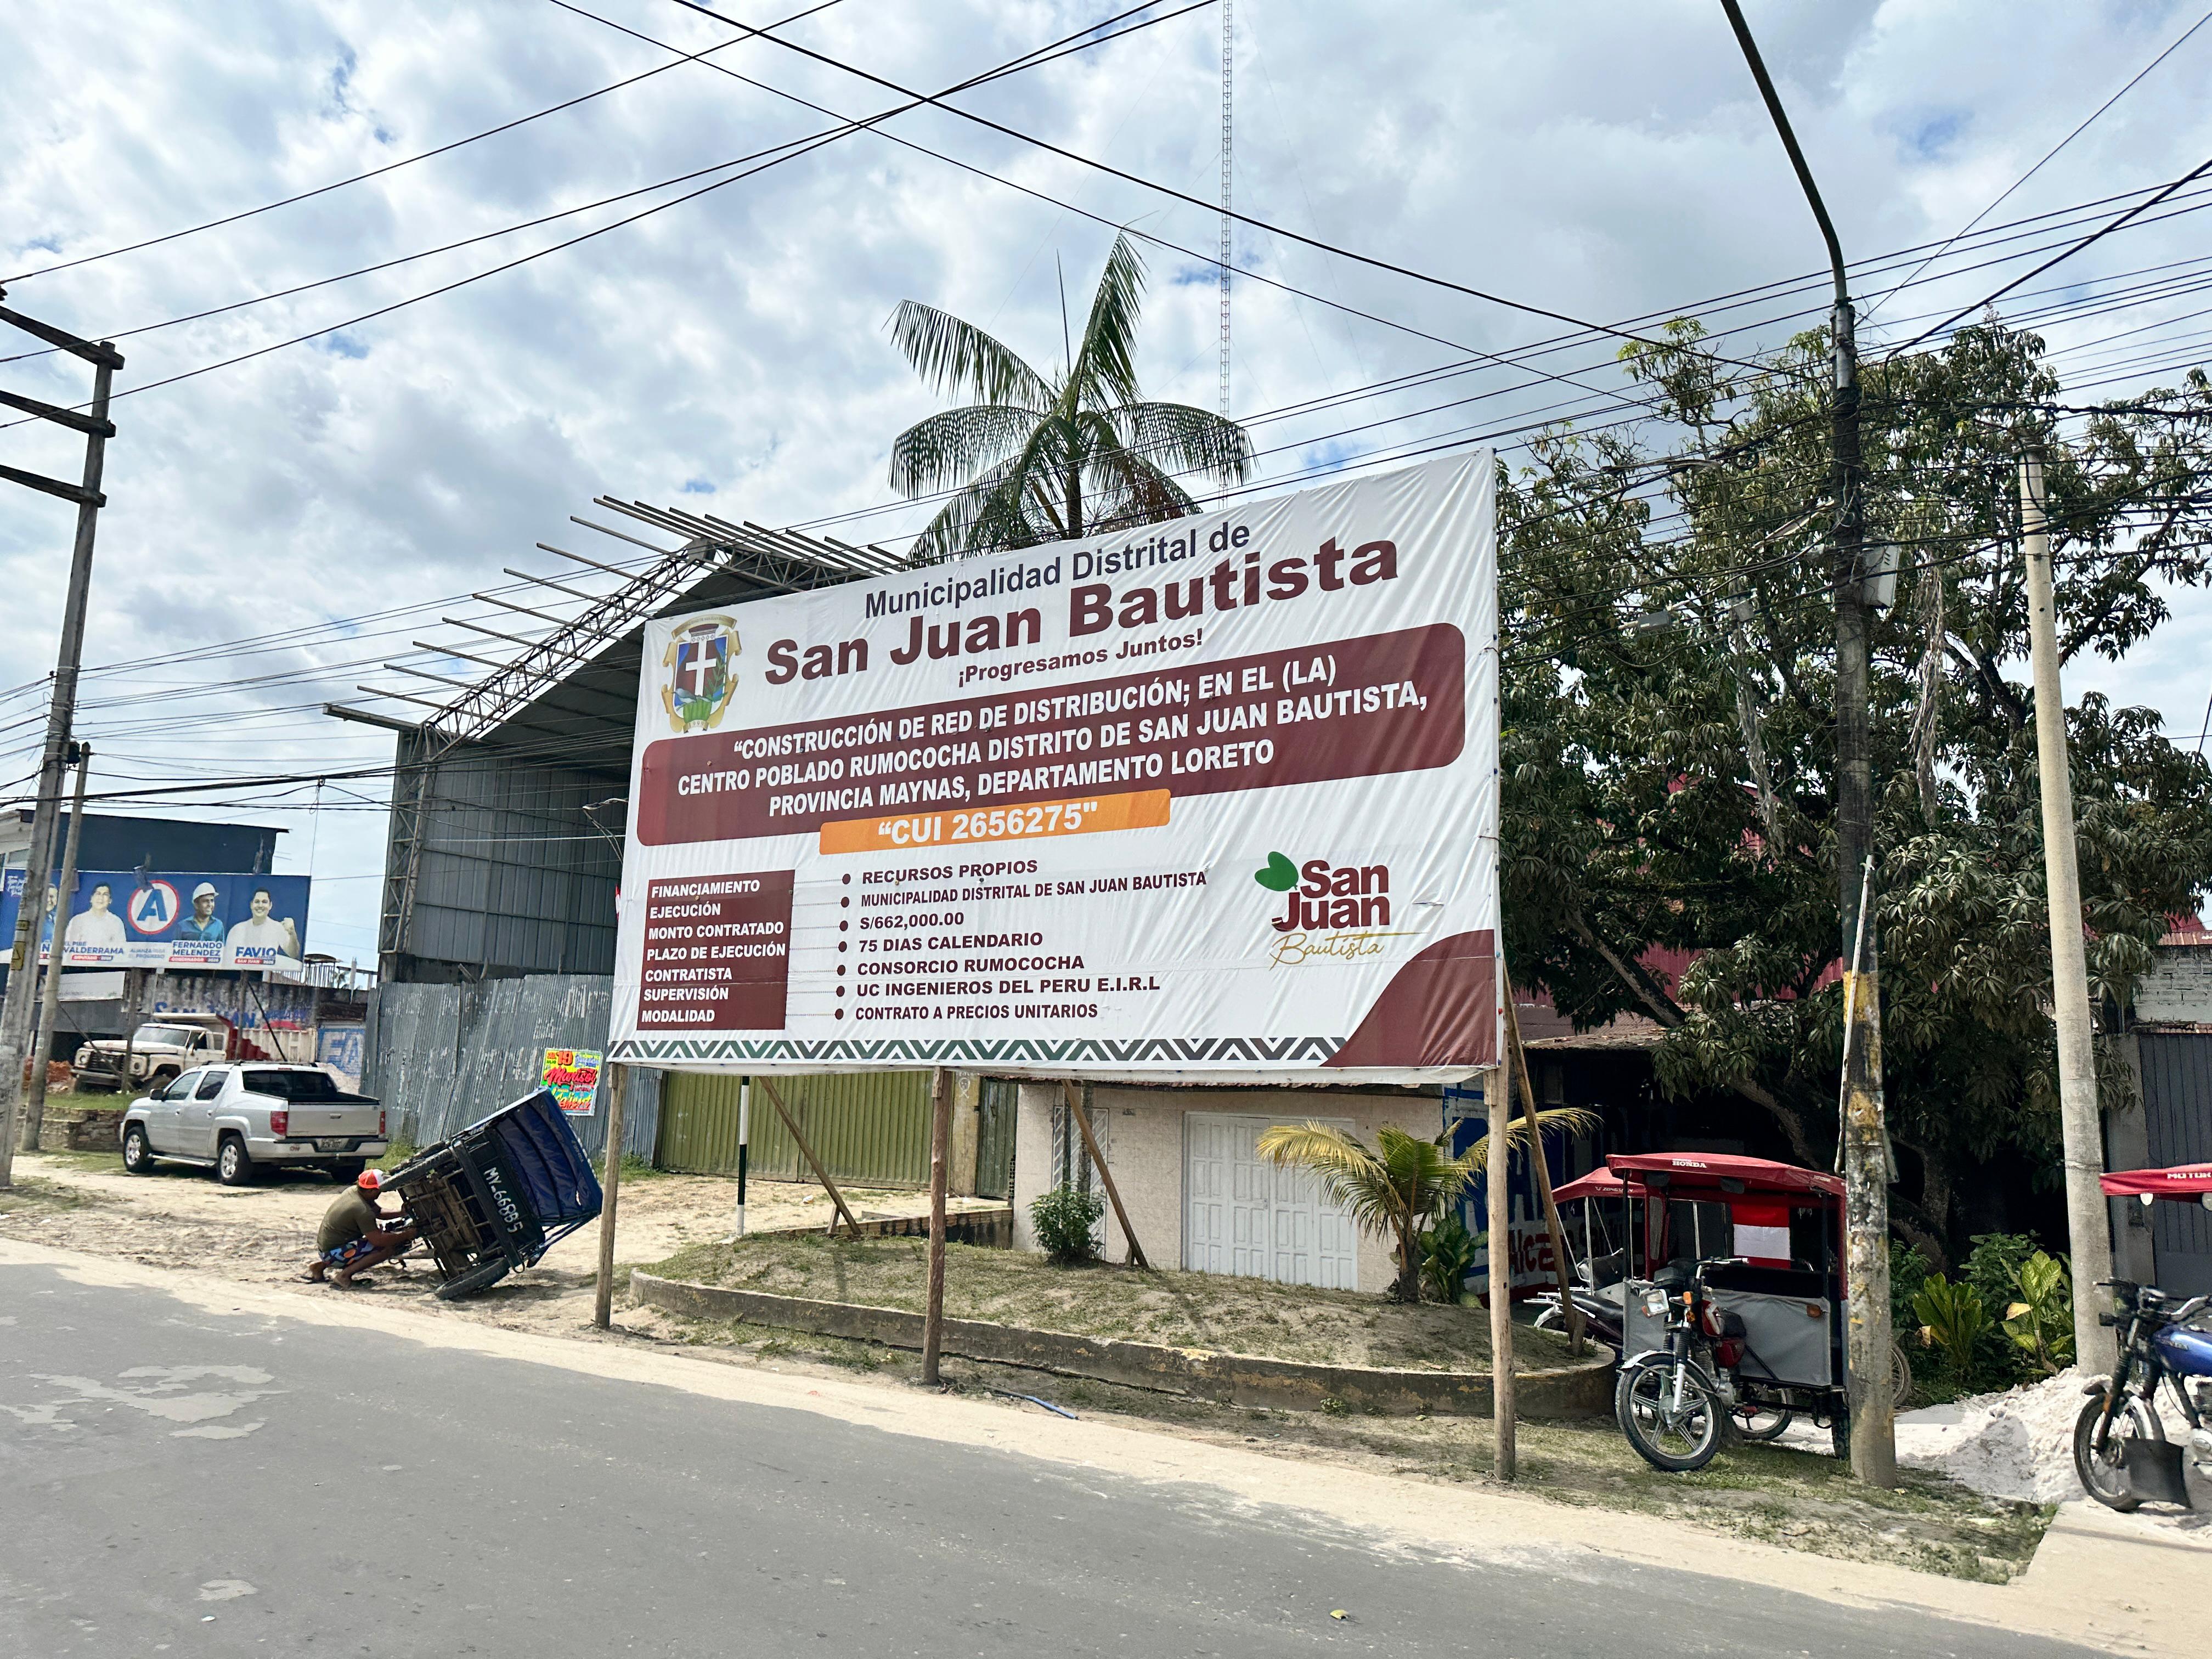 Municipalidad Distrital de
San Juan Bautista
¡Progresamos Juntos!
“CONSTRUCCIÓN DE RED DE DISTRIBUCIÓN; EN EL (LA)
CENTRO POBLADO RUMOCOCHA DISTRITO DE SAN JUAN BAUTISTA,
PROVINCIA MAYNAS, DEPARTAMENTO LORETO
“CUI 2656275"
FINANCIAMIENTO ● RECURSOS PROPIOS
EJECUCIÓN ● MUNICIPALIDAD DISTRITAL DE SAN JUAN BAUTISTA
MONTO CONTRATADO ● S/662,000.00
PLAZO DE EJECUCIÓN ● 75 DIAS CALENDARIO
CONTRATISTA ● CONSORCIO RUMOCOCHA
SUPERVISIÓN ● UC INGENIEROS DEL PERU E.I.R.L
MODALIDAD ● CONTRATO A PRECIOS UNITARIOS
San
Juan
Bautista
A
VALDERRAMA
FERNANDO
MELENDEZ
FAVIO
19
Marisol
MY-66885
HONDA